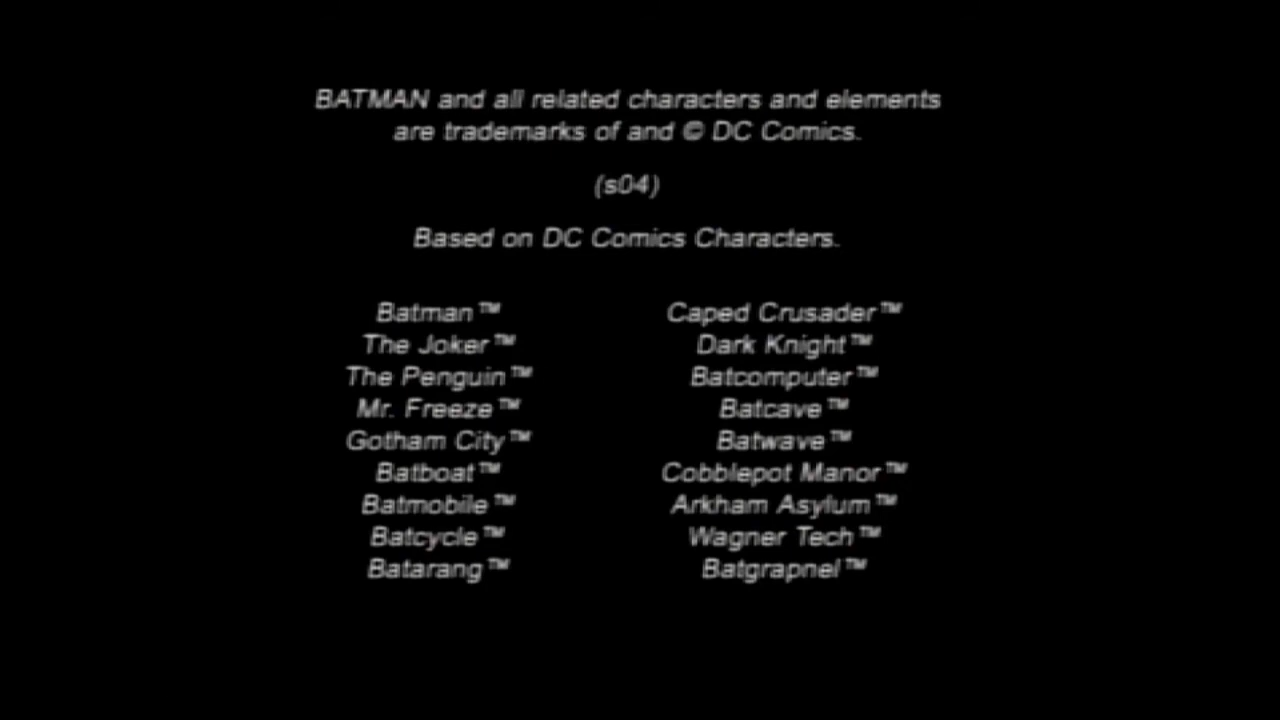 BATMAN and all related characters and elements
are trademarks of and © DC Comics.
(s04)
Based on DC Comics Characters.
Batman™
The Joker™
The Penguin™
Mr. Freeze™
Gotham City™
Batboat™
Batmobile™
Batcycle™
Batarang™
Caped Crusader™
Dark Knight™
Batcomputer™
Batcave™
Batwave™
Cobblepot Manor™
Arkham Asylum™
Wagner Tech™
Batgrapnel™